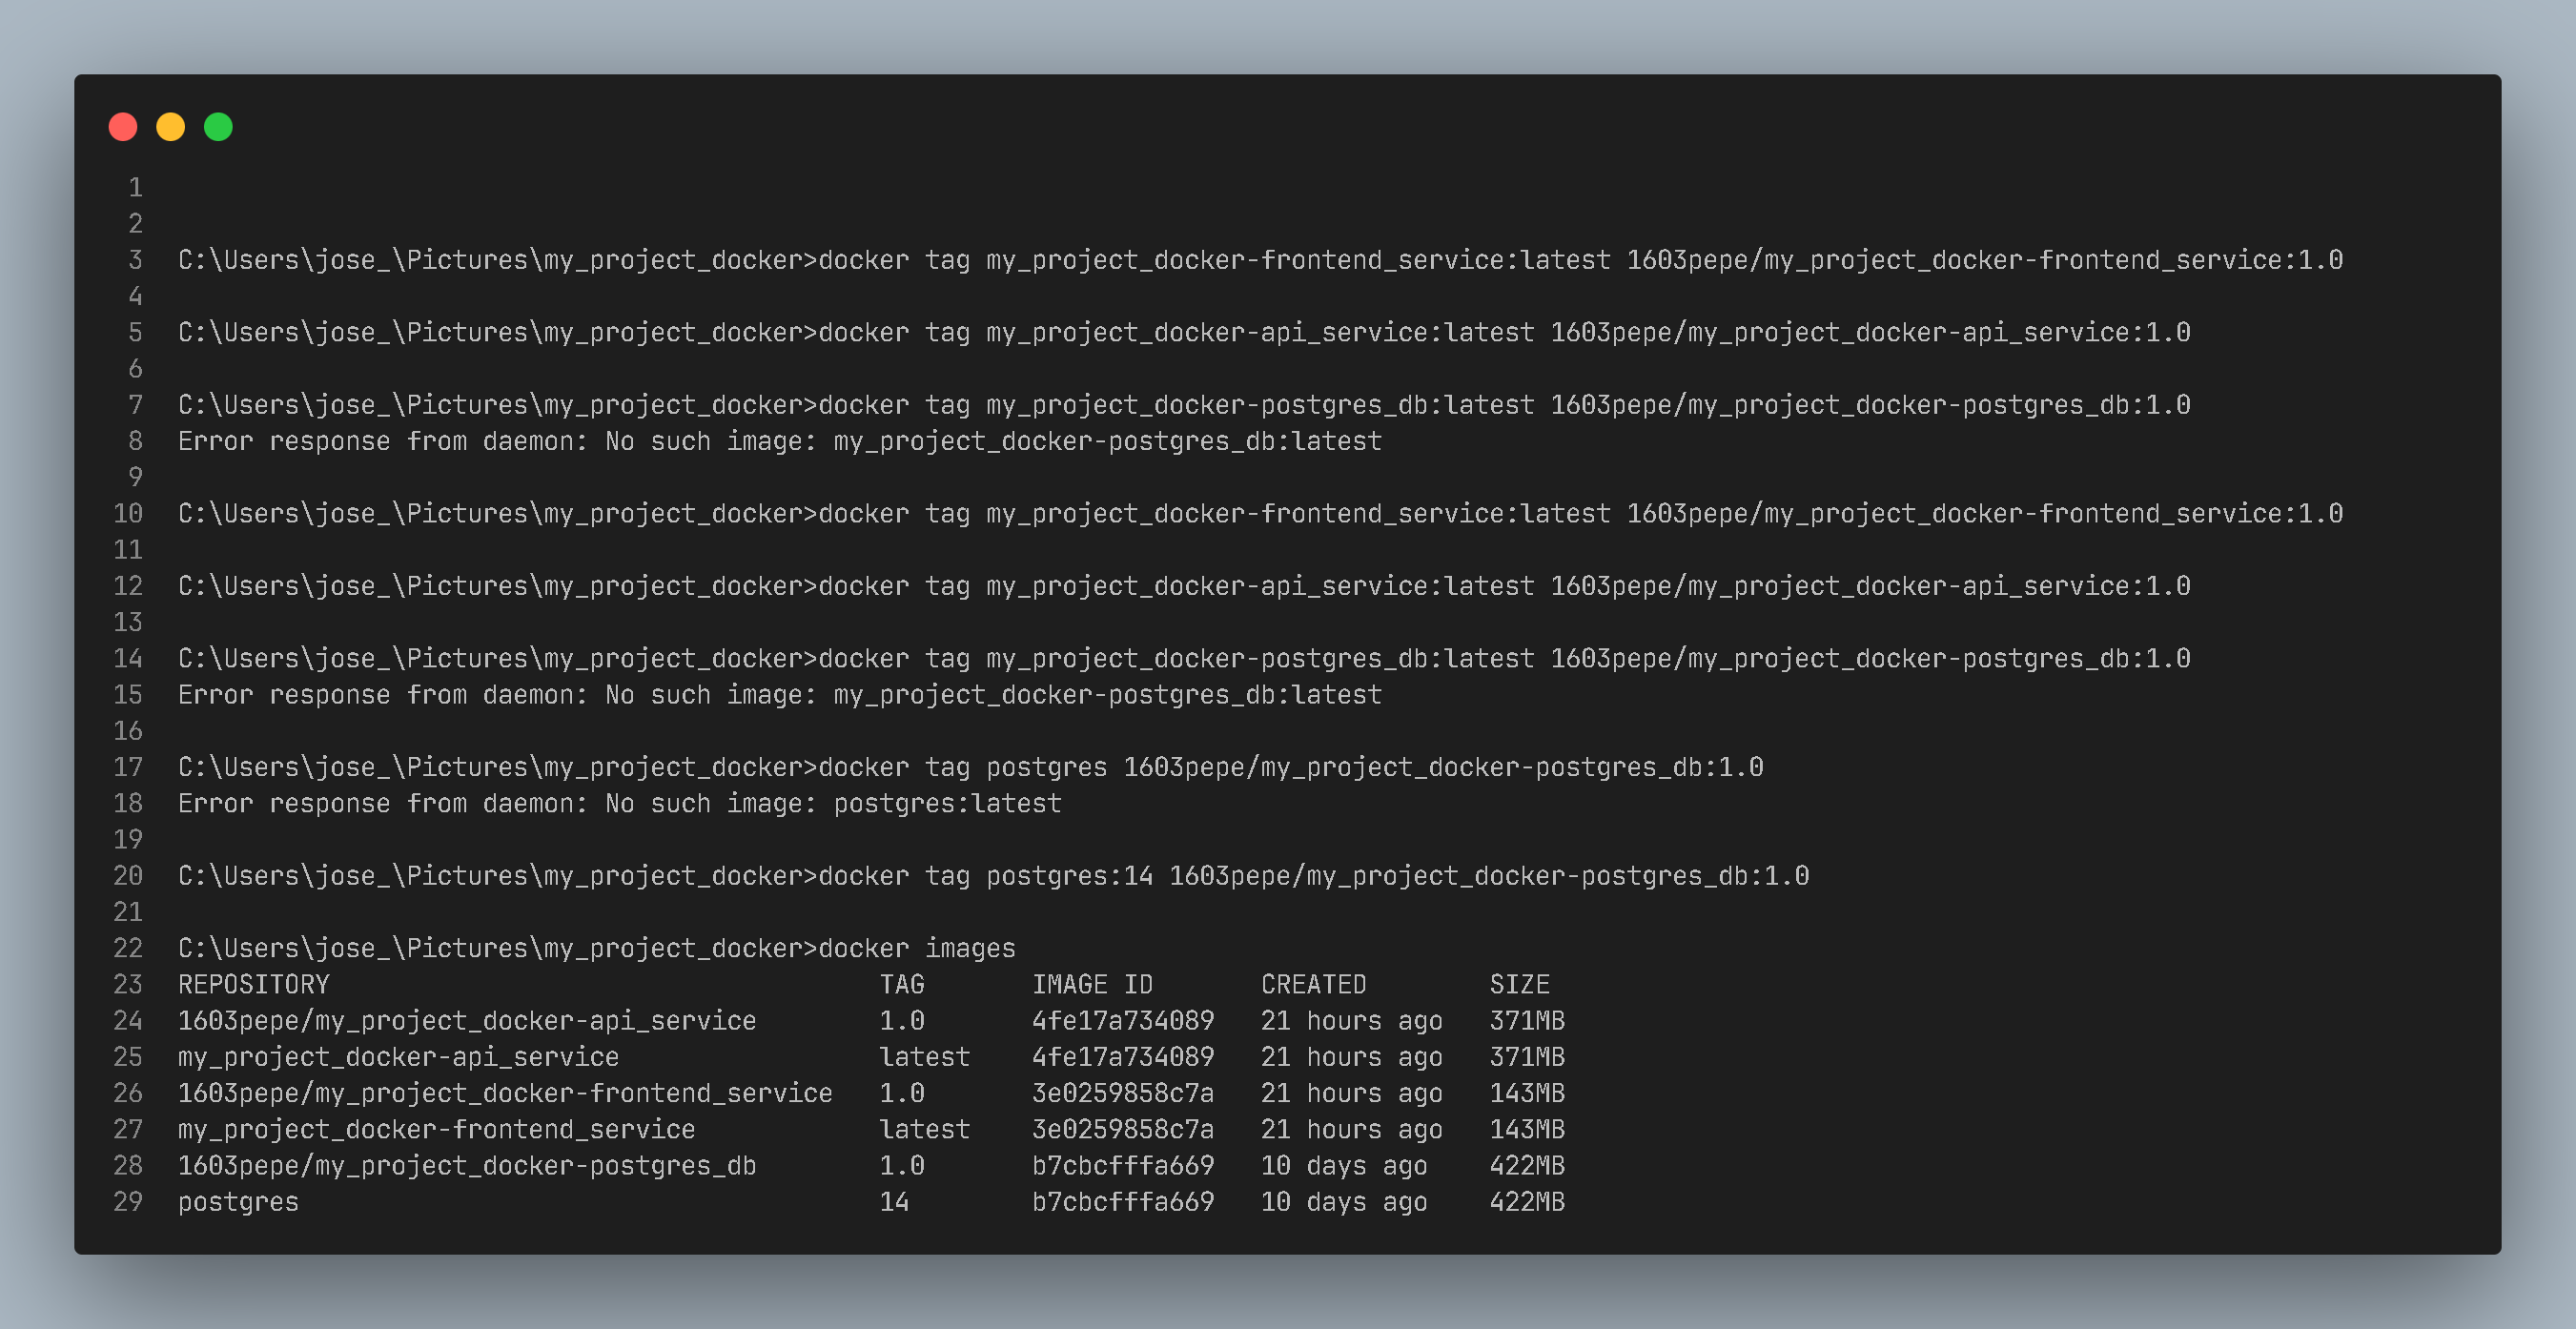 1
2
3 C:\Users\jose_\Pictures\my_project_docker>docker tag my_project_docker-frontend_service:latest 1603pepe/my_project_docker-frontend_service:1.0
4
5 C:\Users\jose_\Pictures\my_project_docker>docker tag my_project_docker-api_service:latest 1603pepe/my_project_docker-api_service:1.0
6
7 C:\Users\jose_\Pictures\my_project_docker>docker tag my_project_docker-postgres_db:latest 1603pepe/my_project_docker-postgres_db:1.0
8 Error response from daemon: No such image: my_project_docker-postgres_db:latest
9
10 C:\Users\jose_\Pictures\my_project_docker>docker tag my_project_docker-frontend_service:latest 1603pepe/my_project_docker-frontend_service:1.0
11
12 C:\Users\jose_\Pictures\my_project_docker>docker tag my_project_docker-api_service:latest 1603pepe/my_project_docker-api_service:1.0
13
14 C:\Users\jose_\Pictures\my_project_docker>docker tag my_project_docker-postgres_db:latest 1603pepe/my_project_docker-postgres_db:1.0
15 Error response from daemon: No such image: my_project_docker-postgres_db:latest
16
17 C:\Users\jose_\Pictures\my_project_docker>docker tag postgres 1603pepe/my_project_docker-postgres_db:1.0
18 Error response from daemon: No such image: postgres:latest
19
20 C:\Users\jose_\Pictures\my_project_docker>docker tag postgres:14 1603pepe/my_project_docker-postgres_db:1.0
21
22 C:\Users\jose_\Pictures\my_project_docker>docker images
23 REPOSITORY TAG IMAGE ID CREATED SIZE
24 1603pepe/my_project_docker-api_service 1.0 4fe17a734089 21 hours ago 371MB
25 my_project_docker-api_service latest 4fe17a734089 21 hours ago 371MB
26 1603pepe/my_project_docker-frontend_service 1.0 3e0259858c7a 21 hours ago 143MB
27 my_project_docker-frontend_service latest 3e0259858c7a 21 hours ago 143MB
28 1603pepe/my_project_docker-postgres_db 1.0 b7cbcfffa669 10 days ago 422MB
29 postgres 14 b7cbcfffa669 10 days ago 422MB